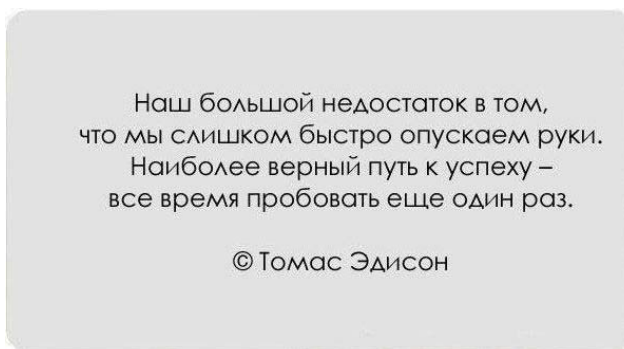 Наш большой недостаток в том,
что мы слишком быстро опускаем руки.
Наиболее верный путь к успеху –
все время пробовать еще один раз.
© Томас Эдисон